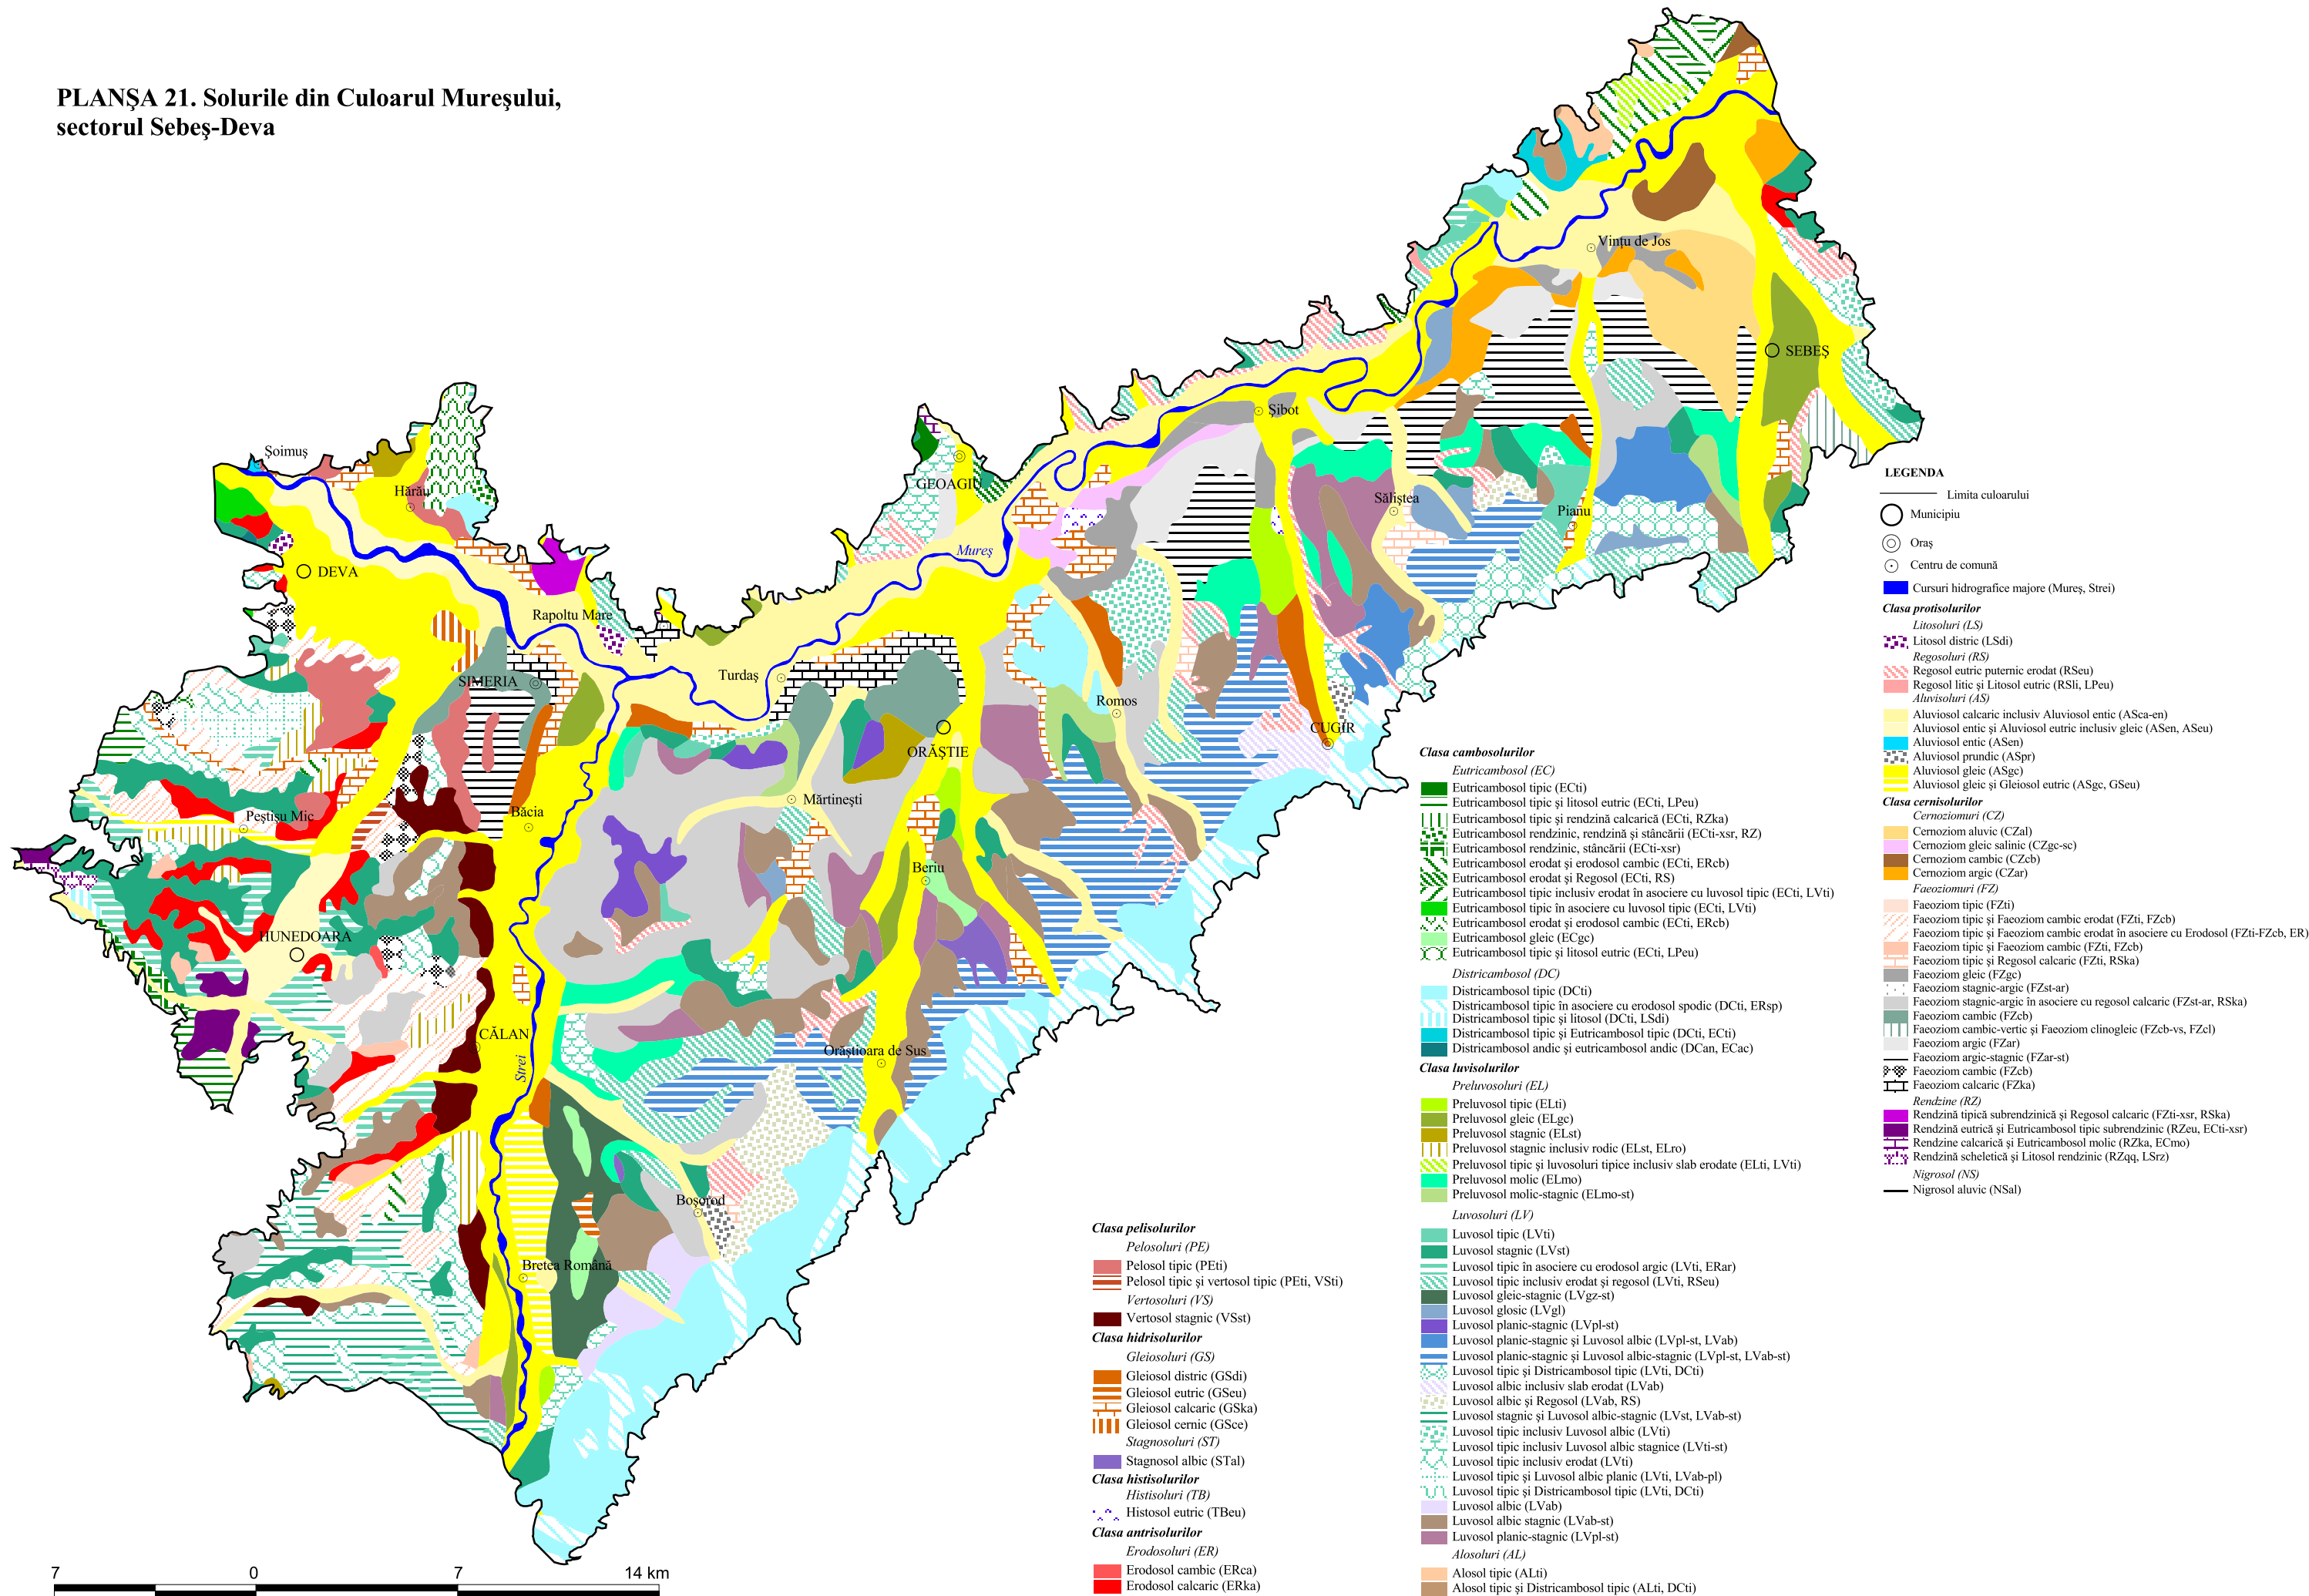 PLANŞA 21. Solurile din Culoarul Mureşului,
sectorul Sebeş-Deva
Vinţu de Jos
SEBEŞ
Şibot
Şoimuş
Hărău
GEOAGIU
Săliştea
Pianu
Mureş
DEVA
Rapoltu Mare
SIMERIA
Turdaş
Romos
CUGIR
ORĂŞTIE
Mărtineşti
Băcia
Peştişu Mic
Beriu
HUNEDOARA
CĂLAN
Strei
Orăştioara de Sus
Boşorod
Bretea Română
7 0 7 14 km
Clasa pelisolurilor
Pelosoluri (PE)
Pelosol tipic (PEti)
Pelosol tipic şi vertosol tipic (PEti, VSti)
Vertosoluri (VS)
Vertosol stagnic (VSst)
Clasa hidrisolurilor
Gleiosoluri (GS)
Gleiosol distric (GSdi)
Gleiosol eutric (GSeu)
Gleiosol calcaric (GSka)
Gleiosol cernic (GSce)
Stagnosoluri (ST)
Stagnosol albic (STal)
Clasa histisolurilor
Histisoluri (TB)
Histosol eutric (TBeu)
Clasa antrisolurilor
Erodosoluri (ER)
Erodosol cambic (ERca)
Erodosol calcaric (ERka)
Clasa cambosolurilor
Eutricambosol (EC)
Eutricambosol tipic (ECti)
Eutricambosol tipic şi litosol eutric (ECti, LPeu)
Eutricambosol tipic şi rendzină calcarică (ECti, RZka)
Eutricambosol rendzinic, rendzină şi stâncării (ECti-xsr, RZ)
Eutricambosol rendzinic, stâncării (ECti-xsr)
Eutricambosol erodat şi erodosol cambic (ECti, ERcb)
Eutricambosol erodat şi Regosol (ECti, RS)
Eutricambosol tipic inclusiv erodat în asociere cu luvosol tipic (ECti, LVti)
Eutricambosol tipic în asociere cu luvosol tipic (ECti, LVti)
Eutricambosol erodat şi erodosol cambic (ECti, ERcb)
Eutricambosol gleic (ECgc)
Eutricambosol tipic şi litosol eutric (ECti, LPeu)
Districambosol (DC)
Districambosol tipic (DCti)
Districambosol tipic în asociere cu erodosol spodic (DCti, ERsp)
Districambosol tipic şi litosol (DCti, LSdi)
Districambosol tipic şi Eutricambosol tipic (DCti, ECti)
Districambosol andic şi eutricambosol andic (DCan, ECac)
Clasa luvisolurilor
Preluvosoluri (EL)
Preluvosol tipic (ELti)
Preluvosol gleic (ELgc)
Preluvosol stagnic (ELst)
Preluvosol stagnic inclusiv rodic (ELst, ELro)
Preluvosol tipic şi luvosoluri tipice inclusiv slab erodate (ELti, LVti)
Preluvosol molic (ELmo)
Preluvosol molic-stagnic (ELmo-st)
Luvosoluri (LV)
Luvosol tipic (LVti)
Luvosol stagnic (LVst)
Luvosol tipic în asociere cu erodosol argic (LVti, ERar)
Luvosol tipic inclusiv erodat şi regosol (LVti, RSeu)
Luvosol gleic-stagnic (LVgz-st)
Luvosol glosic (LVgl)
Luvosol planic-stagnic (LVpl-st)
Luvosol planic-stagnic şi Luvosol albic (LVpl-st, LVab)
Luvosol planic-stagnic şi Luvosol albic-stagnic (LVpl-st, LVab-st)
Luvosol tipic şi Districambosol tipic (LVti, DCti)
Luvosol albic inclusiv slab erodat (LVab)
Luvosol albic şi Regosol (LVab, RS)
Luvosol stagnic şi Luvosol albic-stagnic (LVst, LVab-st)
Luvosol tipic inclusiv Luvosol albic (LVti)
Luvosol tipic inclusiv Luvosol albic stagnice (LVti-st)
Luvosol tipic inclusiv erodat (LVti)
Luvosol tipic şi Luvosol albic planic (LVti, LVab-pl)
Luvosol tipic şi Districambosol tipic (LVti, DCti)
Luvosol albic (LVab)
Luvosol albic stagnic (LVab-st)
Luvosol planic-stagnic (LVpl-st)
Alosoluri (AL)
Alosol tipic (ALti)
Alosol tipic şi Districambosol tipic (ALti, DCti)
LEGENDA
Limita culoarului
Municipiu
Oraş
Centru de comună
Cursuri hidrografice majore (Mureş, Strei)
Clasa protisolurilor
Litosoluri (LS)
Litosol distric (LSdi)
Regosoluri (RS)
Regosol eutric puternic erodat (RSeu)
Regosol litic şi Litosol eutric (RSli, LPeu)
Aluvisoluri (AS)
Aluviosol calcaric inclusiv Aluviosol entic (ASca-en)
Aluviosol entic şi Aluviosol eutric inclusiv gleic (ASen, ASeu)
Aluviosol entic (ASen)
Aluviosol prundic (ASpr)
Aluviosol gleic (ASgc)
Aluviosol gleic şi Gleiosol eutric (ASgc, GSeu)
Clasa cernisolurilor
Cernoziomuri (CZ)
Cernoziom aluvic (CZal)
Cernoziom gleic salinic (CZgc-sc)
Cernoziom cambic (CZcb)
Cernoziom argic (CZar)
Faeoziomuri (FZ)
Faeoziom tipic (FZti)
Faeoziom tipic şi Faeoziom cambic erodat (FZti, FZcb)
Faeoziom tipic şi Faeoziom cambic erodat în asociere cu Erodosol (FZti-FZcb, ER)
Faeoziom tipic şi Faeoziom cambic (FZti, FZcb)
Faeoziom tipic şi Regosol calcaric (FZti, RSka)
Faeoziom gleic (FZgc)
Faeoziom stagnic-argic (FZst-ar)
Faeoziom stagnic-argic în asociere cu regosol calcaric (FZst-ar, RSka)
Faeoziom cambic (FZcb)
Faeoziom cambic-vertic şi Faeoziom clinogleic (FZcb-vs, FZcl)
Faeoziom argic (FZar)
Faeoziom argic-stagnic (FZar-st)
Faeoziom cambic (FZcb)
Faeoziom calcaric (FZka)
Rendzine (RZ)
Rendzină tipică subrendzinică şi Regosol calcaric (FZti-xsr, RSka)
Rendzină eutrică şi Eutricambosol tipic subrendzinic (RZeu, ECti-xsr)
Rendzine calcarică şi Eutricambosol molic (RZka, ECmo)
Rendzină scheletică şi Litosol rendzinic (RZqq, LSrz)
Nigrosol (NS)
Nigrosol aluvic (NSal)